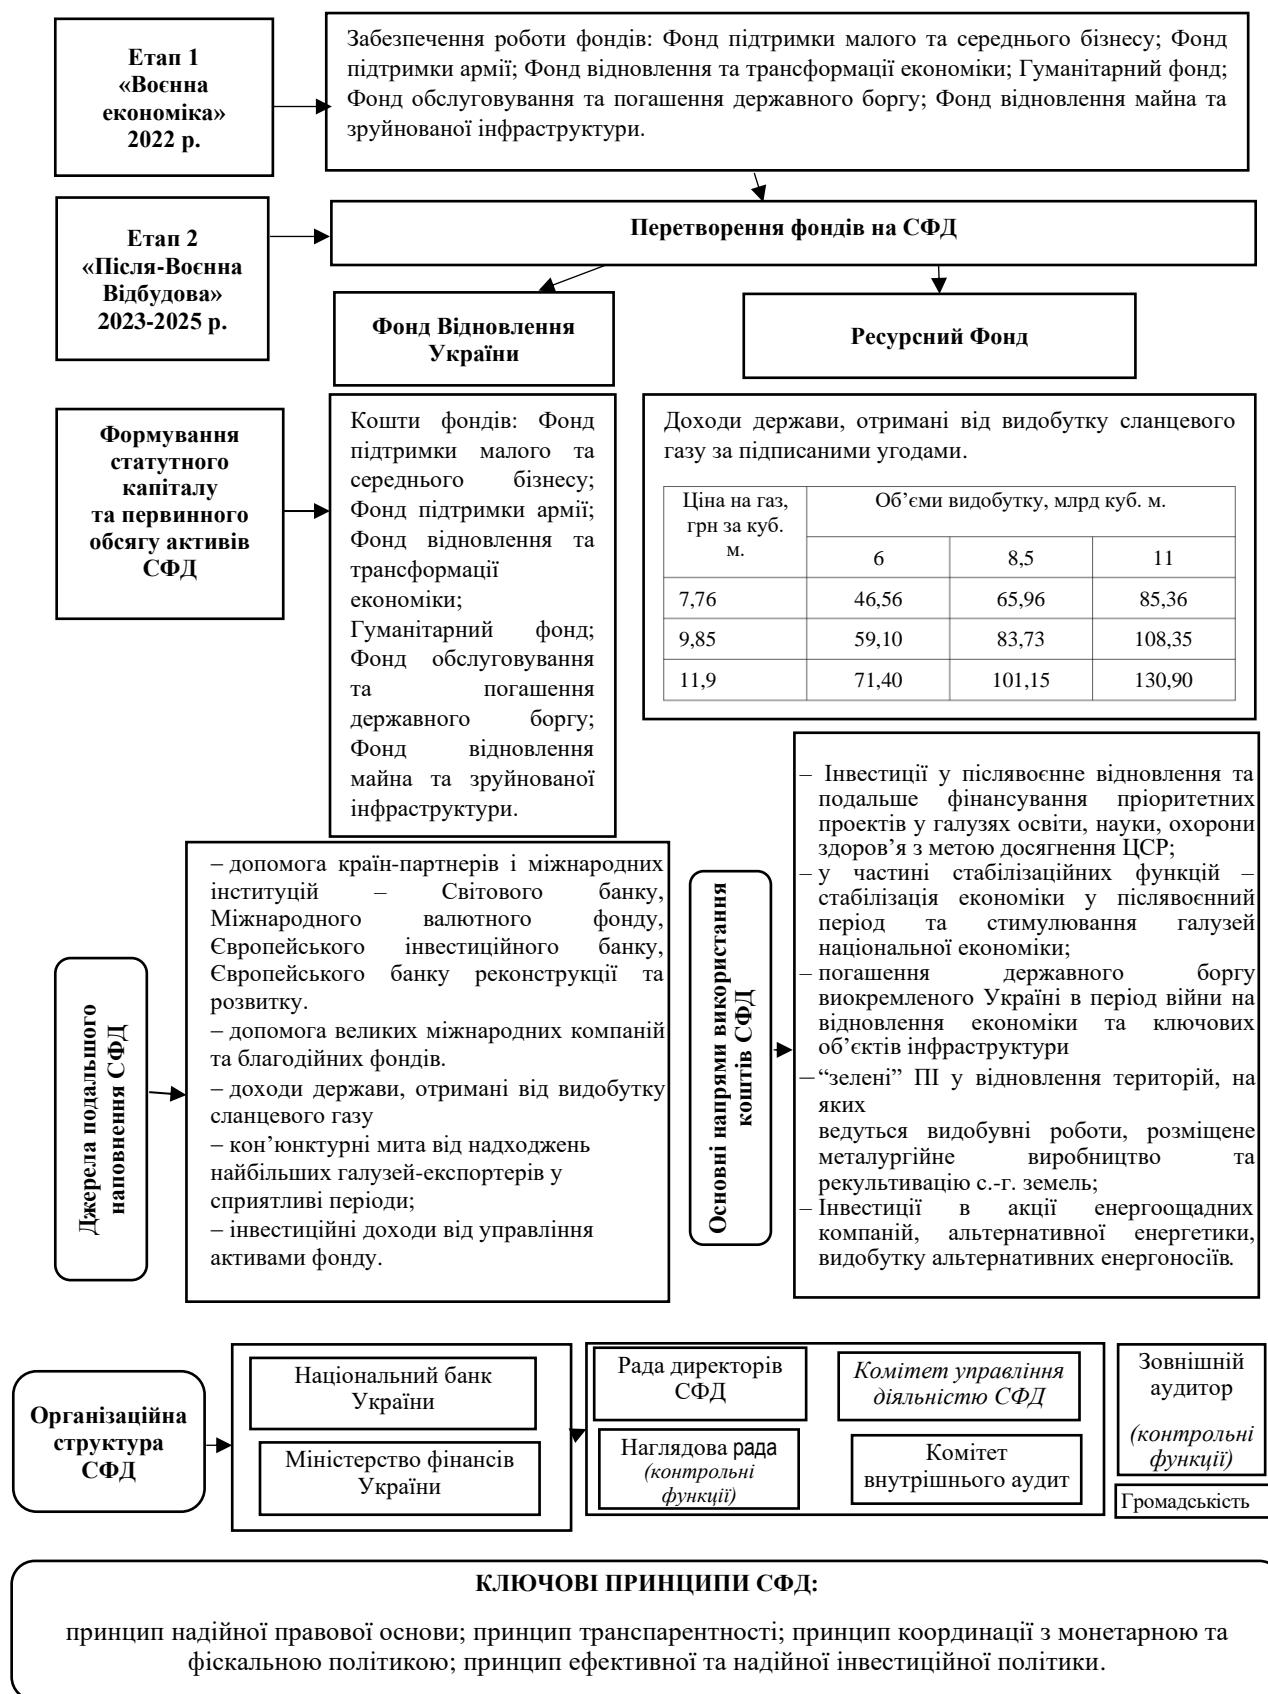 Етап 1
«Воєнна
економіка»
2022 р.
Забезпечення роботи фондів: Фонд підтримки малого та середнього бізнесу; Фонд
підтримки армії; Фонд відновлення та трансформації економіки; Гуманітарний фонд;
Фонд обслуговування та погашення державного боргу; Фонд відновлення майна та
зруйнованої інфраструктури.
Етап 2
«Після-Воєнна
Відбудова»
2023-2025 р.
Перетворення фондів на СФД
Фонд Відновлення
України
Ресурсний Фонд
Формування
статутного
капіталу
та первинного
обсягу активів
СФД
Кошти фондів: Фонд
підтримки малого та
середнього бізнесу;
Фонд підтримки армії;
Фонд відновлення та
трансформації
економіки;
Гуманітарний фонд;
Фонд обслуговування
та погашення
державного боргу;
Фонд відновлення
майна та зруйнованої
інфраструктури.
Доходи держави, отримані від видобутку сланцевого
газу за підписаними угодами.
Ціна на газ,
грн за куб.
м.
Об’єми видобутку, млрд куб. м.
6 8,5 11
7,76 46,56 65,96 85,36
9,85 59,10 83,73 108,35
11,9 71,40 101,15 130,90
Джерела подальшого
наповнення СФД
– допомога країн-партнерів і міжнародних
інституцій – Світового банку,
Міжнародного валютного фонду,
Європейського інвестиційного банку,
Європейського банку реконструкції та
розвитку.
– допомога великих міжнародних компаній
та благодійних фондів.
– доходи держави, отримані від видобутку
сланцевого газу
– кон’юнктурні мита від надходжень
найбільших галузей-експортерів у
сприятливі періоди;
– інвестиційні доходи від управління
активами фонду.
Основні напрями використання
коштів СФД
– Інвестиції у післявоєнне відновлення та
подальше фінансування пріоритетних
проектів у галузях освіти, науки, охорони
здоров’я з метою досягнення ЦСР;
– у частині стабілізаційних функцій –
стабілізація економіки у післявоєнний
період та стимулювання галузей
національної економіки;
– погашення державного боргу
виокремленого Україні в період війни на
відновлення економіки та ключових
об’єктів інфраструктури
– “зелені” ПІ у відновлення територій, на
яких
ведуться видобувні роботи, розміщене
металургійне виробництво та
рекультивацію с.-г. земель;
– Інвестиції в акції енергоощадних
компаній, альтернативної енергетики,
видобутку альтернативних енергоносіїв.
Організаційна
структура
СФД
Національний банк
України
Міністерство фінансів
України
Рада директорів
СФД
Комітет управління
діяльністю СФД
Наглядова рада
(контрольні
функції)
Комітет
внутрішнього аудит
Зовнішній
аудитор
(контрольні
функції)
Громадськість
КЛЮЧОВІ ПРИНЦИПИ СФД:
принцип надійної правової основи; принцип транспарентності; принцип координації з монетарною та
фіскальною політикою; принцип ефективної та надійної інвестиційної політики.